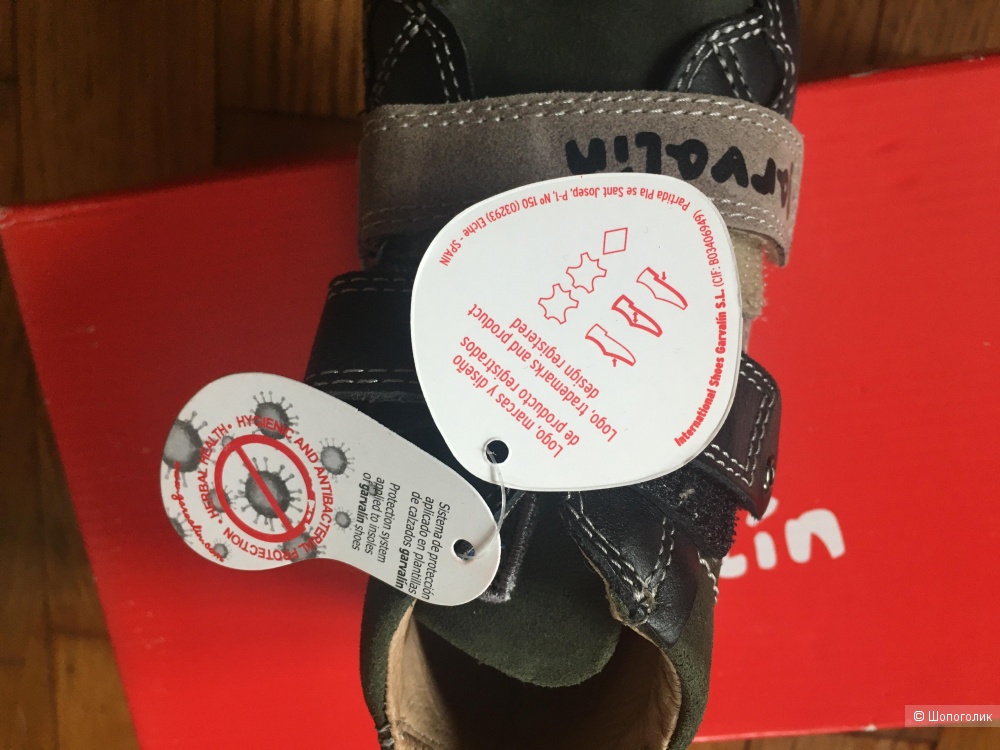 Garvalin
International Shoes Garvalín S.L. (CIF: B03406949) Partida Pla se Sant Josep, P-1, Nº 150 (03293) Elche - SPAIN
Logo, marcas y diseño
de producto registrados
Logo, trademarks and product
design registered
HERBAL HEALTH • HYGIENIC AND ANTIBACTERIAL PROTECTION •
Sistema de protección
aplicado en plantillas
de calzados garvalin
Protection system
applied to insoles
of garvalin shoes
lin
© Шопоголик